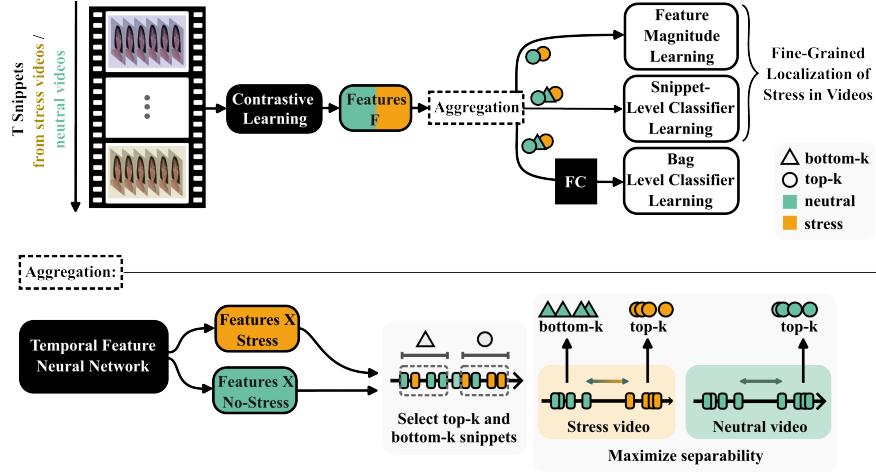 T Snippets
from stress videos /
neutral videos
Contrastive
Learning
Features
F
Aggregation
Feature
Magnitude
Learning
Snippet-
Level Classifier
Learning
FC
Bag
Level Classifier
Learning
Fine-Grained
Localization of
Stress in Videos
bottom-k
top-k
neutral
stress
Aggregation:
Temporal Feature
Neural Network
Features X
Stress
Features X
No-Stress
Select top-k and
bottom-k snippets
bottom-k
top-k
top-k
Stress video
Neutral video
Maximize separability